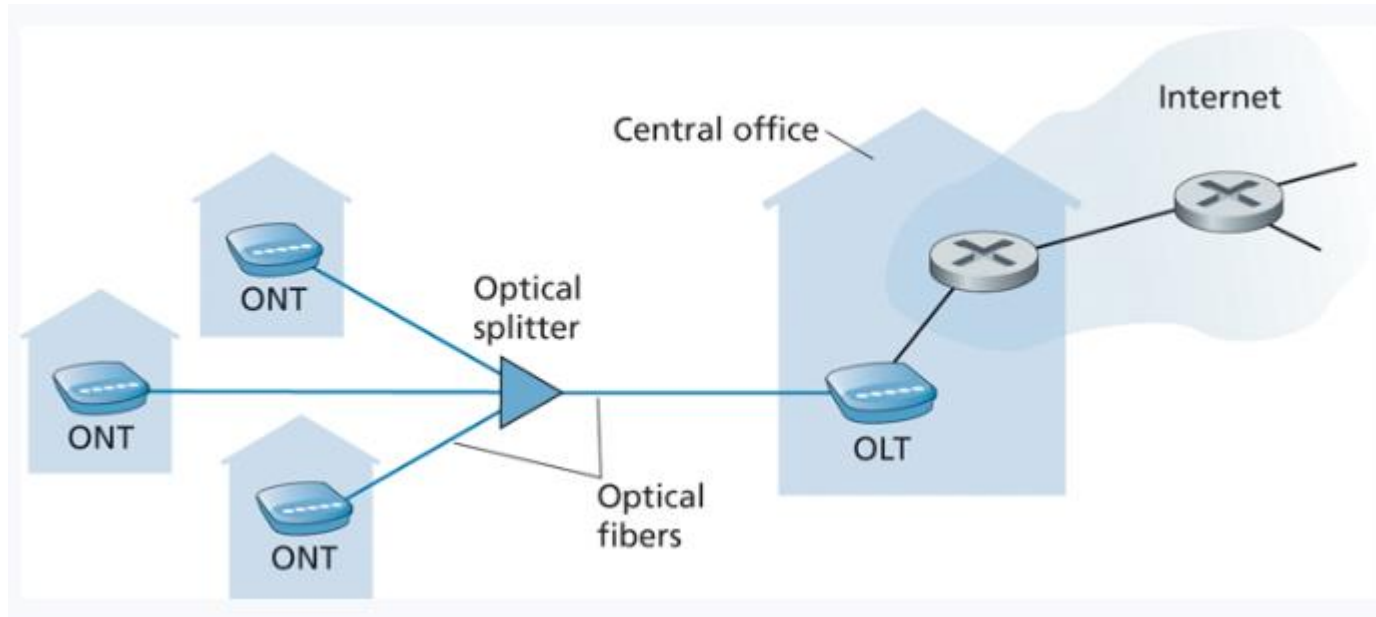 Internet
Central office
ONT
Optical
splitter
ONT
OLT
Optical
fibers
ONT